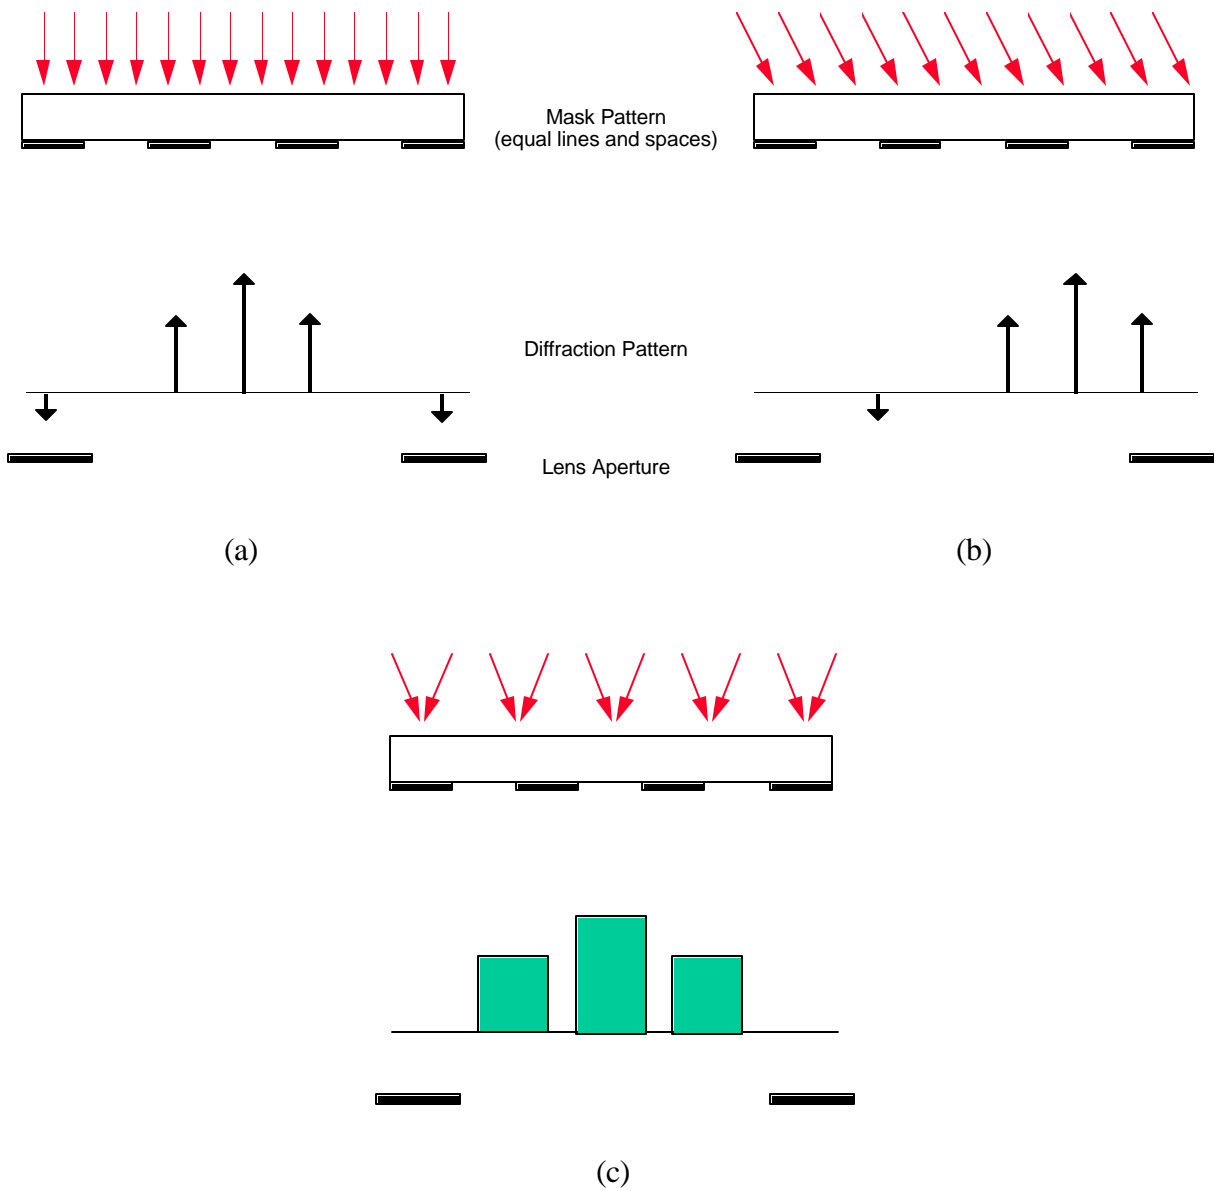 Mask Pattern
(equal lines and spaces)
Diffraction Pattern
Lens Aperture
(a)
(b)
(c)